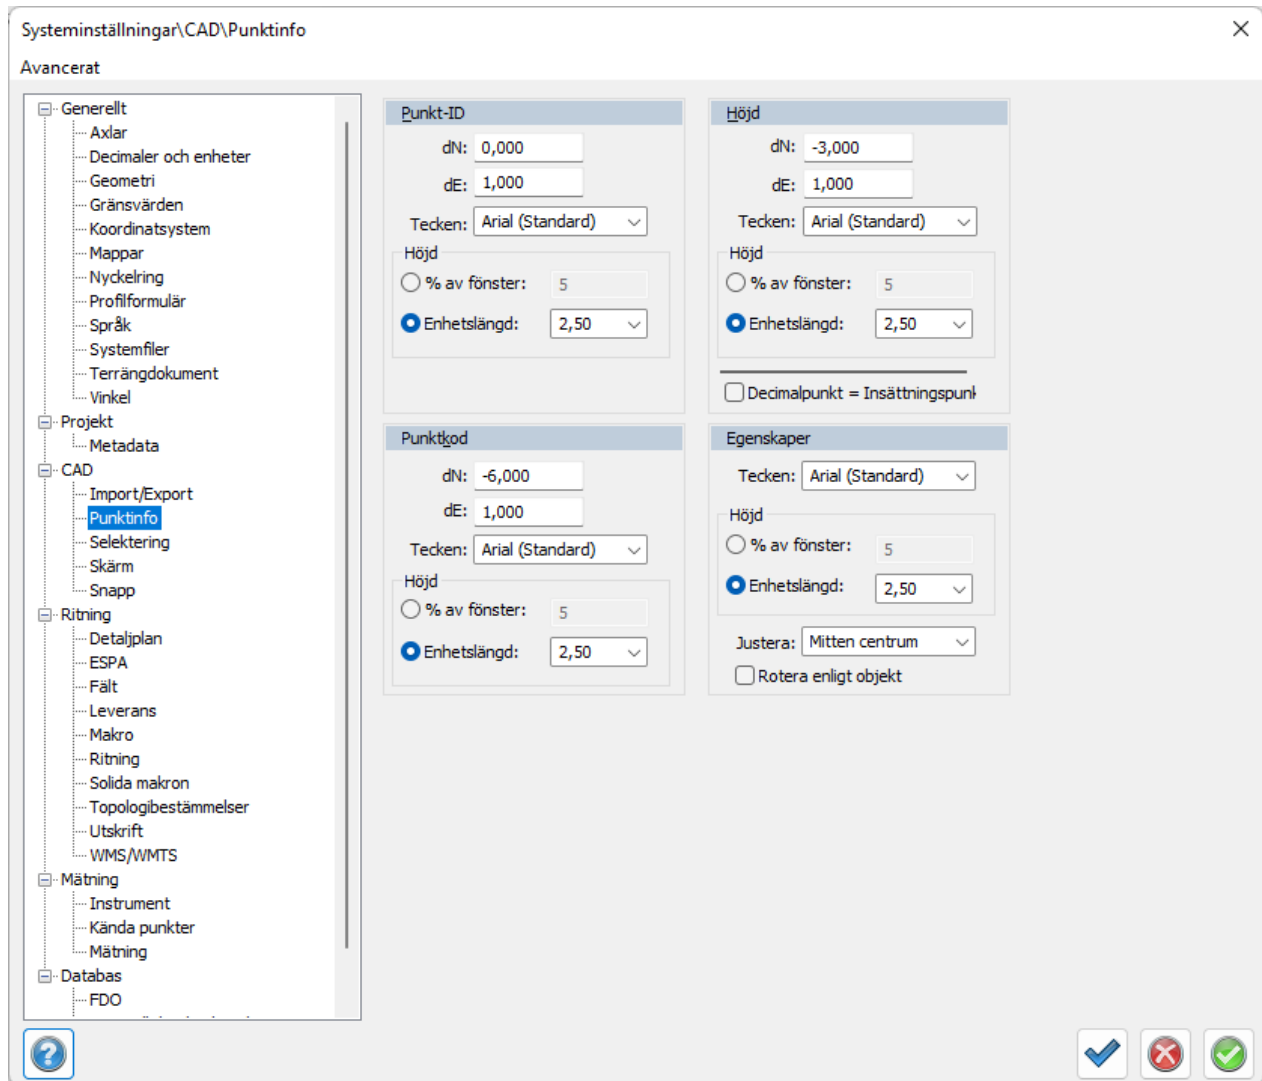 Systeminställningar\CAD\Punktinfo
Avancerat
Generellt
Axlar
Decimaler och enheter
Geometri
Gränsvärden
Koordinatsystem
Mappar
Nyckelring
Profilformulär
Språk
Systemfiler
Terrängdokument
Vinkel
Projekt
Metadata
CAD
Import/Export
Punktinfo
Selektering
Skärm
Snapp
Ritning
Detaljplan
ESPA
Fält
Leverans
Makro
Ritning
Solida makron
Topologibestämmelser
Utskrift
WMS/WMTS
Mätning
Instrument
Kända punkter
Mätning
Databas
FDO
Punkt-ID
dN: 0,000
dE: 1,000
Tecken: Arial (Standard)
Höjd
% av fönster: 5
Enhetslängd: 2,50
Höjd
dN: -3,000
dE: 1,000
Tecken: Arial (Standard)
Höjd
% av fönster: 5
Enhetslängd: 2,50
Decimalpunkt = Insättningspunk
Punktkod
dN: -6,000
dE: 1,000
Tecken: Arial (Standard)
Höjd
% av fönster: 5
Enhetslängd: 2,50
Egenskaper
Tecken: Arial (Standard)
Höjd
% av fönster: 5
Enhetslängd: 2,50
Justera: Mitten centrum
Rotera enligt objekt